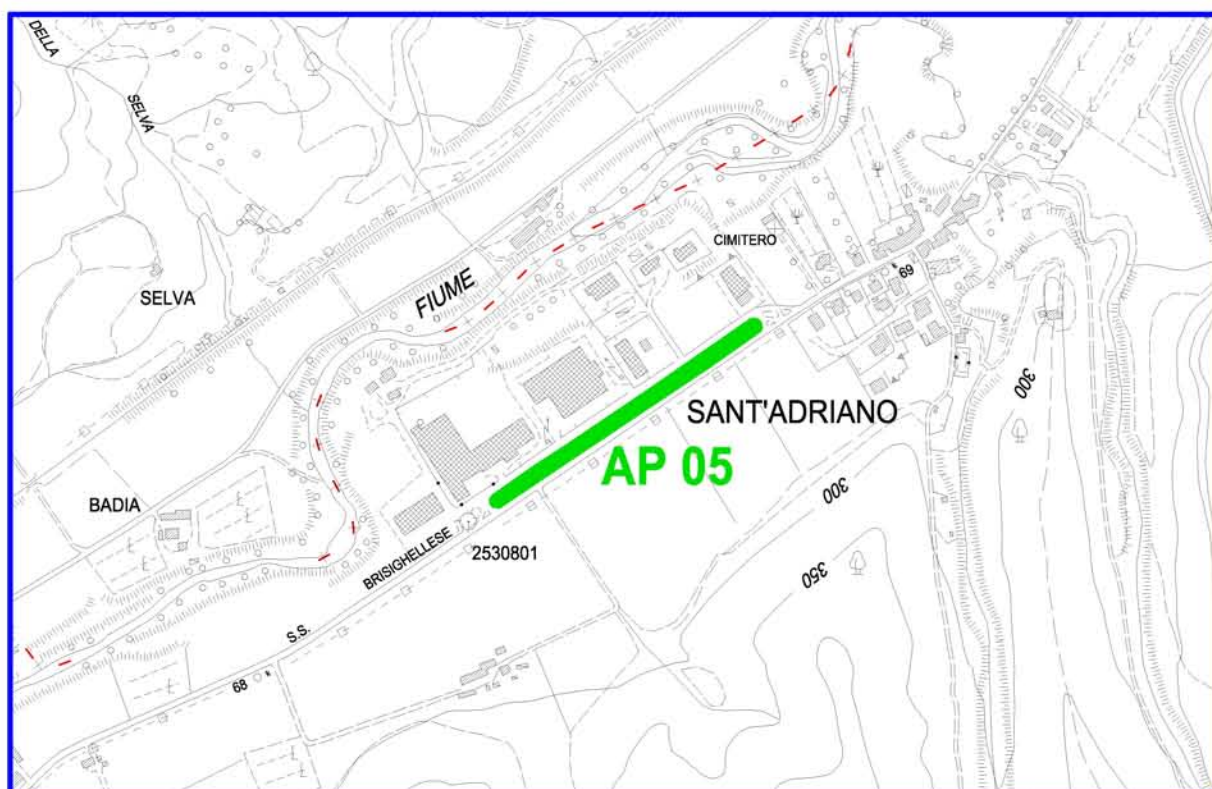 DELLA
SELVA
SELVA
FIUME
CIMITERO
69
SANT'ADRIANO
AP 05
300
300
350
BADIA
BRISIGHELLESE
2530801
S.S.
68